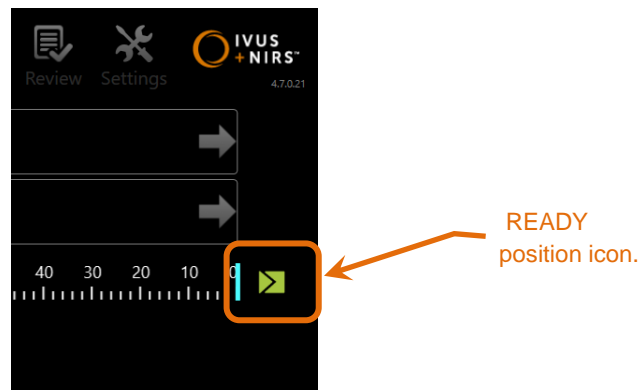 IVUS
+NIRS™
Review Settings
4.7.0.21
40 30 20 10 0
READY
position icon.